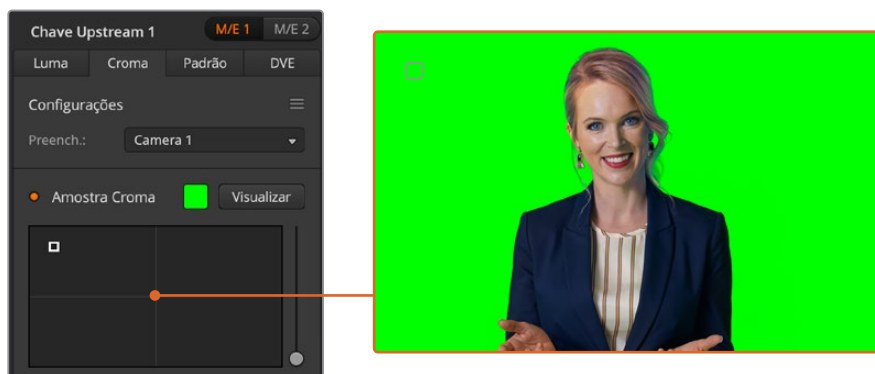 Chave Upstream 1
M/E 1
M/E 2
Luma
Croma
Padrão
DVE
Configurações
Preench.:
Camera 1
Amostra Croma
Visualizar